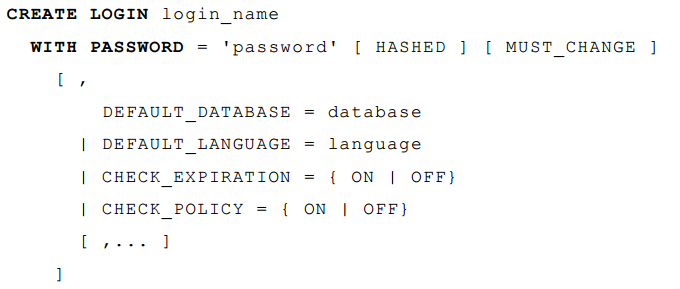 CREATE LOGIN login_name
WITH PASSWORD = 'password' [ HASHED ] [ MUST_CHANGE ]
[ ,
DEFAULT_DATABASE = database
| DEFAULT_LANGUAGE = language
| CHECK_EXPIRATION = { ON | OFF}
| CHECK_POLICY = { ON | OFF}
[ ,... ]
]